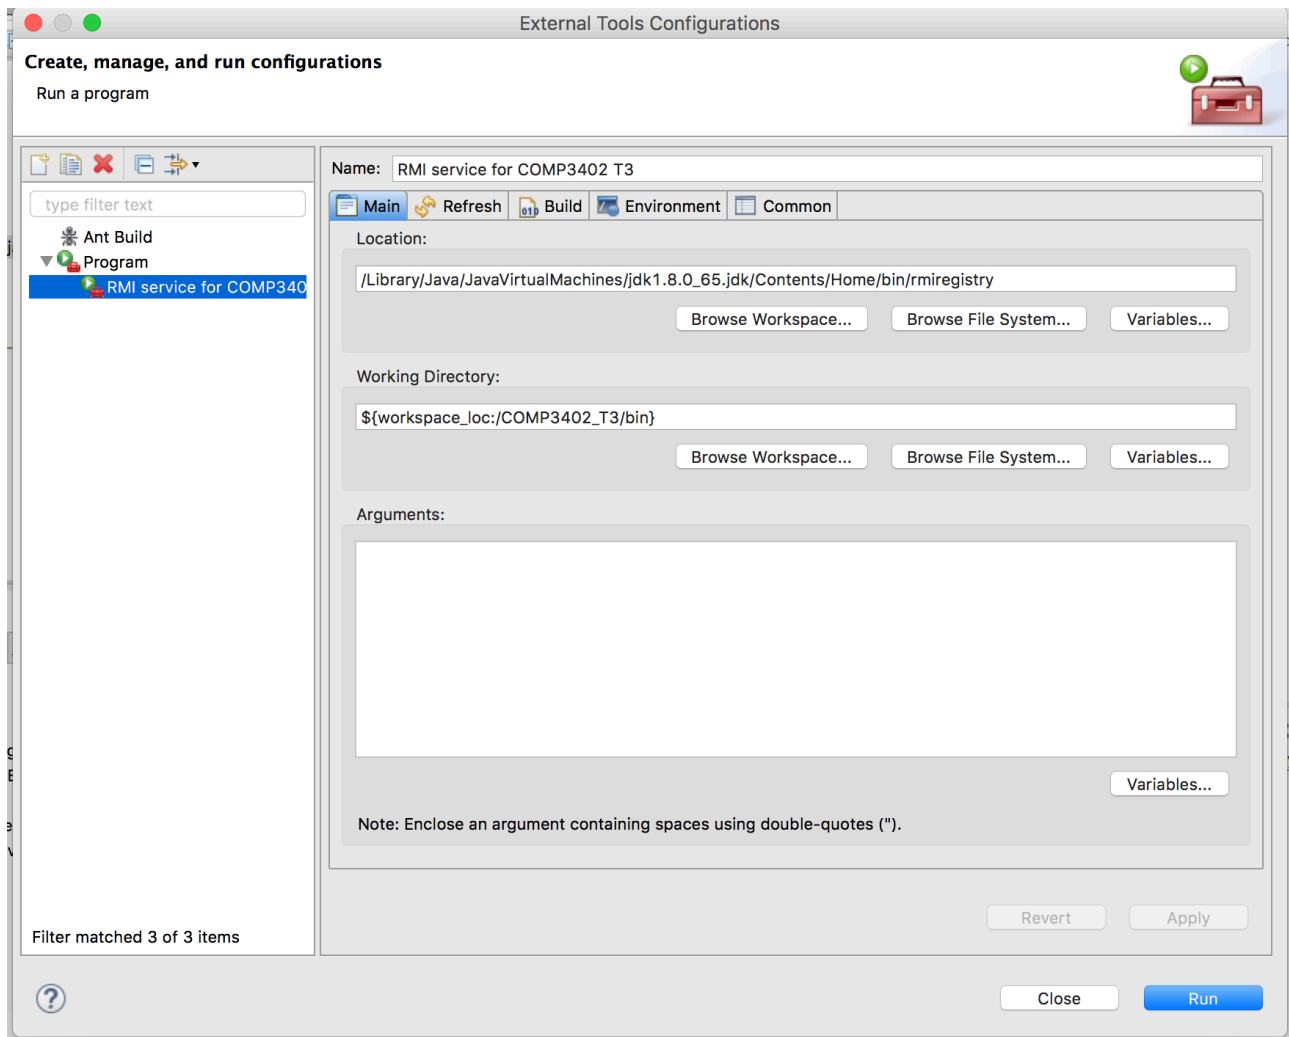 External Tools Configurations
Create, manage, and run configurations
Run a program
type filter text
Ant Build
Program
RMI service for COMP340
Filter matched 3 of 3 items
Name: RMI service for COMP3402 T3
Main Refresh Build Environment Common
Location:
/Library/Java/JavaVirtualMachines/jdk1.8.0_65.jdk/Contents/Home/bin/rmiregistry
Browse Workspace... Browse File System... Variables...
Working Directory:
${workspace_loc:/COMP3402_T3/bin}
Browse Workspace... Browse File System... Variables...
Arguments:
Variables...
Note: Enclose an argument containing spaces using double-quotes (").
Revert Apply
Close Run